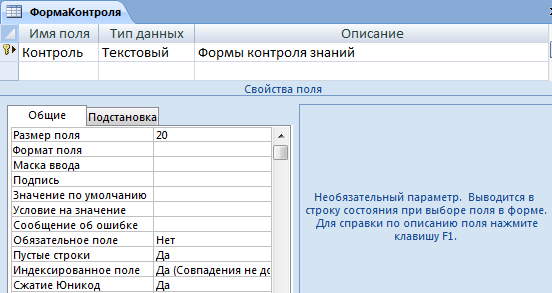 ФормаКонтроля
Имя поля Тип данных Описание
Контроль Текстовый Формы контроля знаний
Свойства поля
Общие Подстановка
Размер поля 20
Формат поля
Маска ввода
Подпись
Значение по умолчанию
Условие на значение
Сообщение об ошибке
Обязательное поле Нет
Пустые строки Да
Индексированное поле Да (Совпадения не до
Сжатие Юникод Да
Необязательный параметр. Выводится в
строку состояния при выборе поля в форме.
Для справки по описанию поля нажмите
клавишу F1.